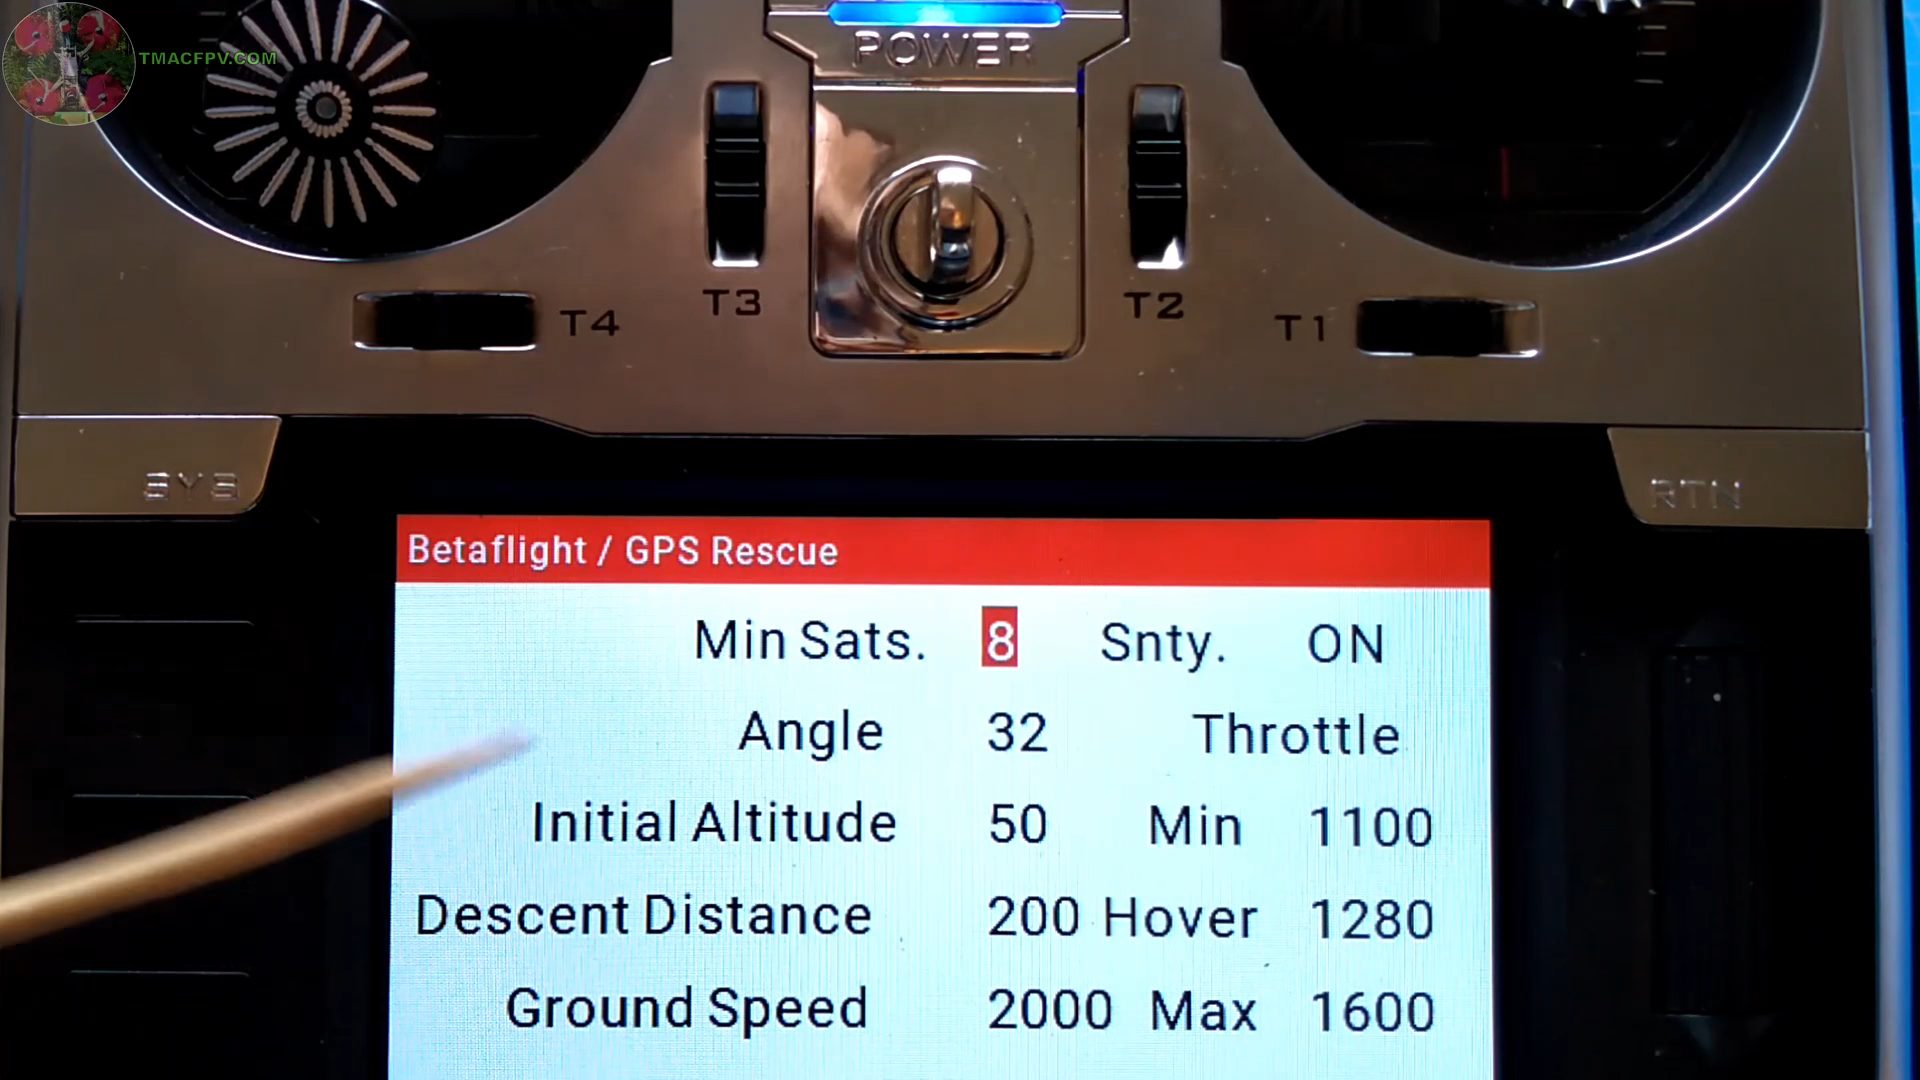 TMACFPV.COM
POWER
T4
T3
T2
T1
SYS
RTN
Betaflight / GPS Rescue
Min Sats. 8 Snty. ON
Angle 32 Throttle
Initial Altitude 50 Min 1100
Descent Distance 200 Hover 1280
Ground Speed 2000 Max 1600